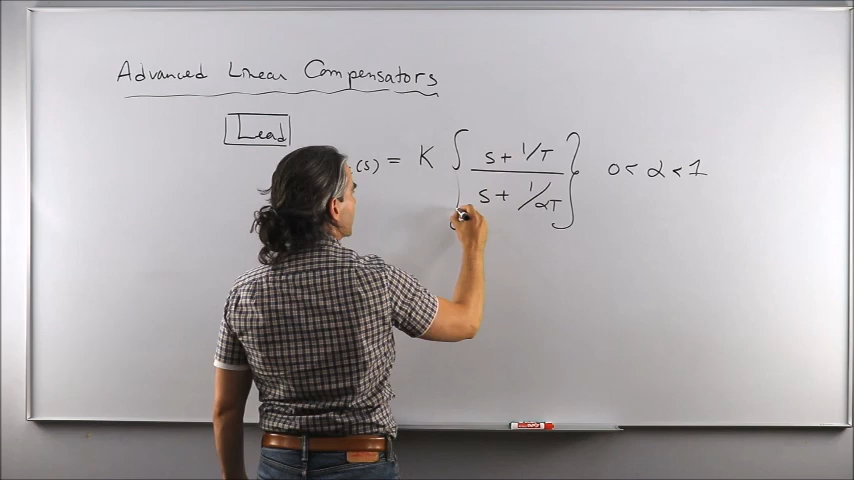 Advanced Linear Compensators
Lead
(s) = K { s + 1/T / s + 1/αT } 0 < α < 1